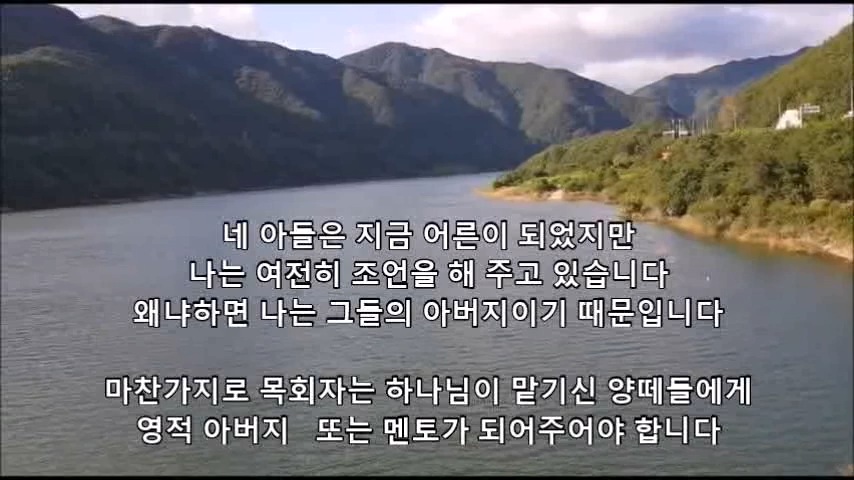 네 아들은 지금 어른이 되었지만
나는 여전히 조언을 해 주고 있습니다
왜냐하면 나는 그들의 아버지이기 때문입니다
마찬가지로 목회자는 하나님이 맡기신 양떼들에게
영적 아버지 또는 멘토가 되어주어야 합니다